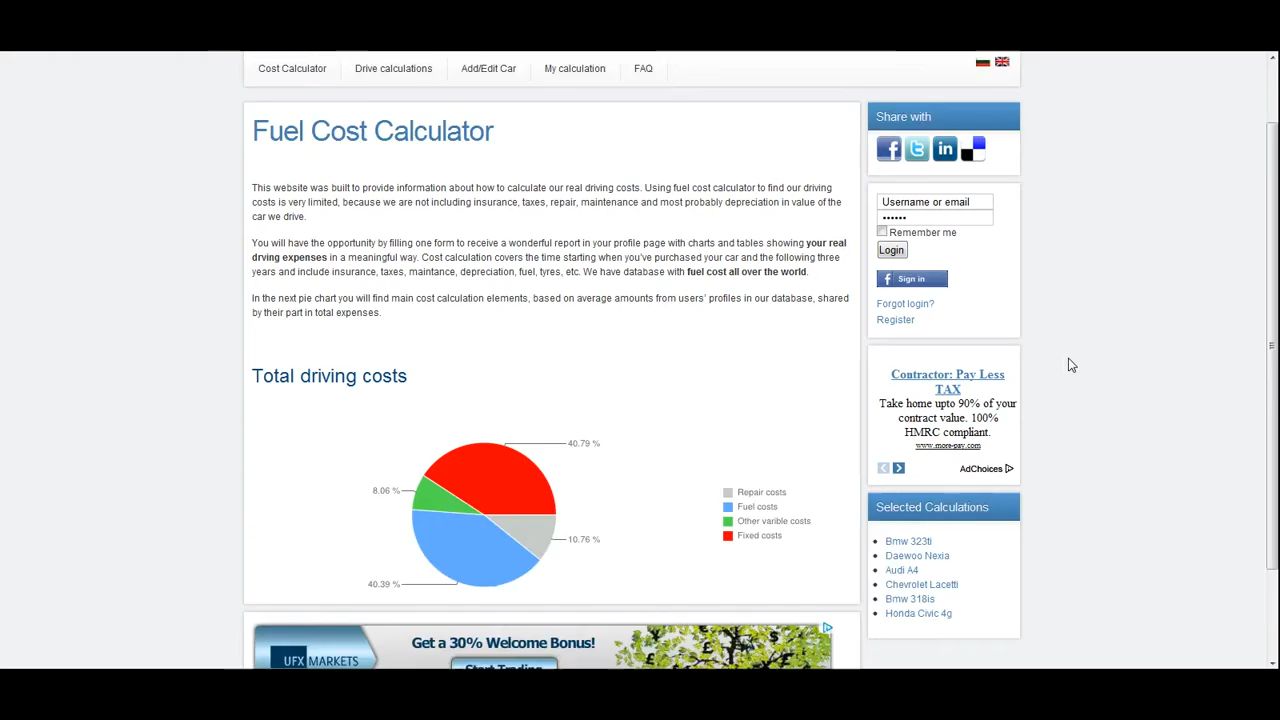 Cost Calculator
Drive calculations
Add/Edit Car
My calculation
FAQ
Fuel Cost Calculator
This website was built to provide information about how to calculate our real driving costs. Using fuel cost calculator to find our driving
costs is very limited, because we are not including insurance, taxes, repair, maintenance and most probably depreciation in value of the
car we drive.
You will have the opportunity by filling one form to receive a wonderful report in your profile page with charts and tables showing your real
drving expenses in a meaningful way. Cost calculation covers the time starting when you've purchased your car and the following three
years and include insurance, taxes, maintance, depreciation, fuel, tyres, etc. We have database with fuel cost all over the world.
In the next pie chart you will find main cost calculation elements, based on average amounts from users' profiles in our database, shared
by their part in total expenses.
Total driving costs
40.79 %
8.06 %
10.76 %
40.39 %
Repair costs
Fuel costs
Other varible costs
Fixed costs
UFX MARKETS
Get a 30% Welcome Bonus!
Start Trading
Share with
f
t
in
Username or email
••••••
Remember me
Login
f Sign in
Forgot login?
Register
Contractor: Pay Less
TAX
Take home upto 90% of your
contract value. 100%
HMRC compliant.
www.more-pay.com
AdChoices
Selected Calculations
Bmw 323ti
Daewoo Nexia
Audi A4
Chevrolet Lacetti
Bmw 318is
Honda Civic 4g